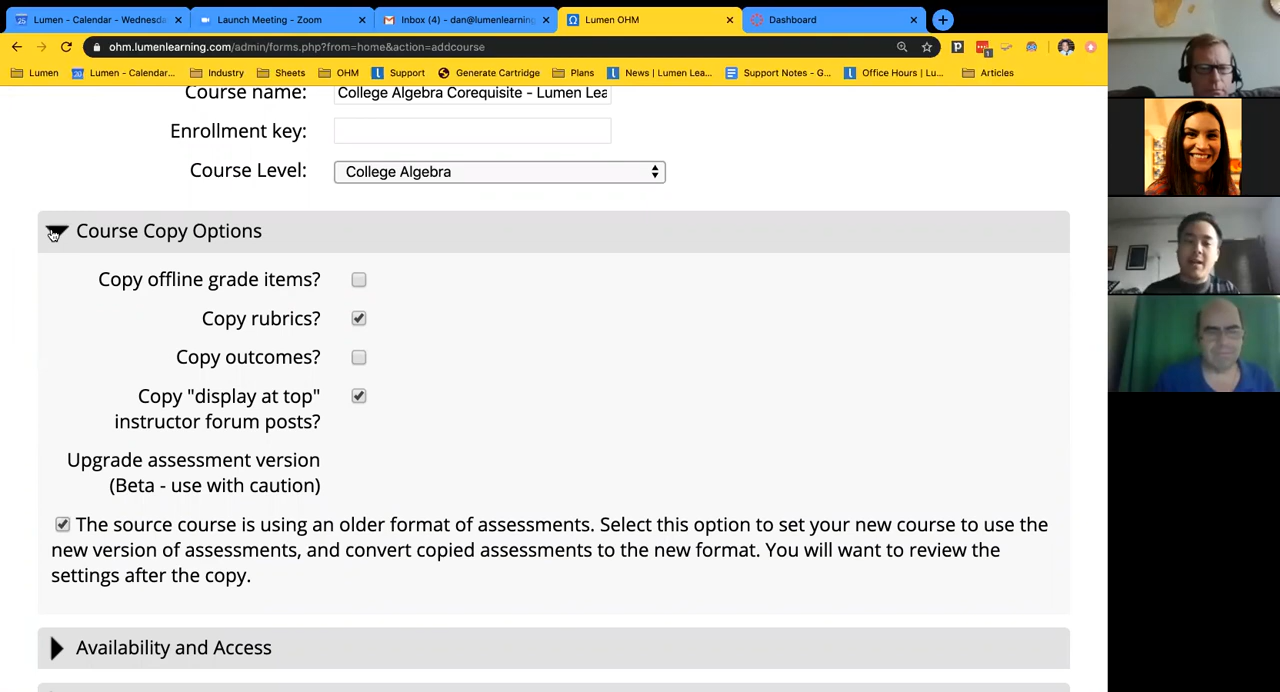 Lumen - Calendar - Wednesda
Launch Meeting - Zoom
Inbox (4) - dan@lumenlearning
Lumen OHM
Dashboard
ohm.lumenlearning.com/admin/forms.php?from=home&action=addcourse
Lumen
Lumen - Calendar...
Industry
Sheets
OHM
Support
Generate Cartridge
Plans
News | Lumen Lea...
Support Notes - G...
Office Hours | Lu...
Articles
Course name: College Algebra Corequisite - Lumen Lea
Enrollment key:
Course Level: College Algebra
Course Copy Options
Copy offline grade items?
Copy rubrics?
Copy outcomes?
Copy "display at top"
instructor forum posts?
Upgrade assessment version
(Beta - use with caution)
The source course is using an older format of assessments. Select this option to set your new course to use the
new version of assessments, and convert copied assessments to the new format. You will want to review the
settings after the copy.
Availability and Access